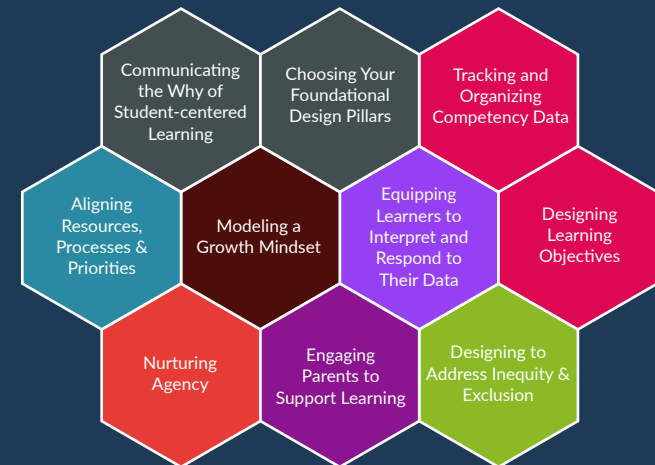 Communicating
the Why of
Student-centered
Learning
Choosing Your
Foundational
Design Pillars
Tracking and
Organizing
Competency Data
Aligning
Resources,
Processes &
Priorities
Modeling a
Growth Mindset
Equipping
Learners to
Interpret and
Respond to
Their Data
Designing
Learning
Objectives
Nurturing
Agency
Engaging
Parents to
Support Learning
Designing to
Address Inequity &
Exclusion